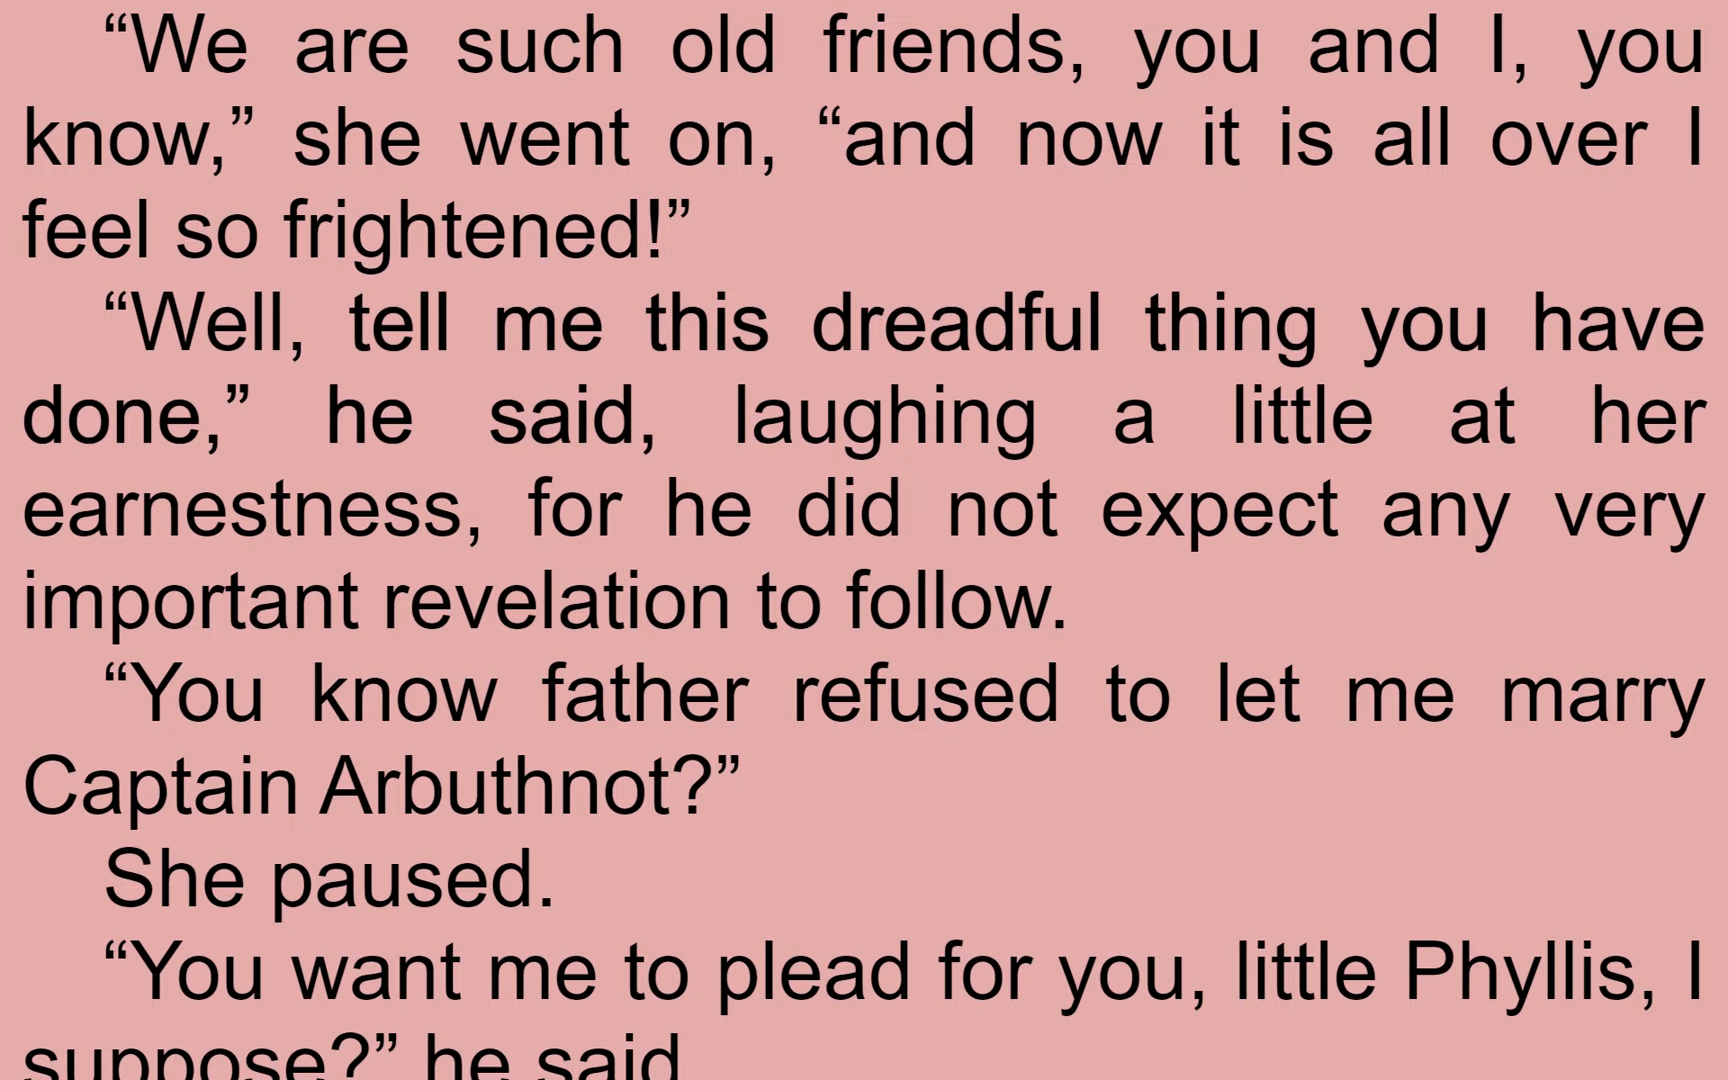 “We are such old friends, you and I, you
know,” she went on, “and now it is all over I
feel so frightened!”
“Well, tell me this dreadful thing you have
done,” he said, laughing a little at her
earnestness, for he did not expect any very
important revelation to follow.
“You know father refused to let me marry
Captain Arbuthnot?”
She paused.
“You want me to plead for you, little Phyllis, I
suppose?” he said